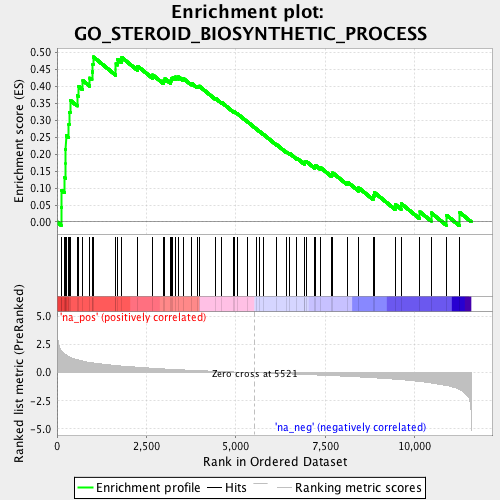 Enrichment plot:
GO_STEROID_BIOSYNTHETIC_PROCESS
Enrichment score (ES)
0.50
0.45
0.40
0.35
0.30
0.25
0.20
0.15
0.10
0.05
0.00
'na_pos' (positively correlated)
Ranked list metric (PreRanked)
5.0
2.5
0.0
-2.5
-5.0
Zero cross at 5521
'na_neg' (negatively correlated)
0 2,500 5,000 7,500 10,000
Rank in Ordered Dataset
Enrichment profile Hits Ranking metric scores